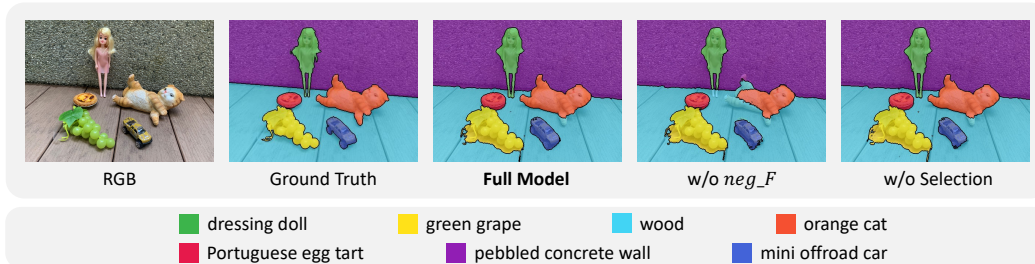 RGB Ground Truth Full Model w/o neg_F w/o Selection
dressing doll green grape wood orange cat
Portuguese egg tart pebbled concrete wall mini offroad car